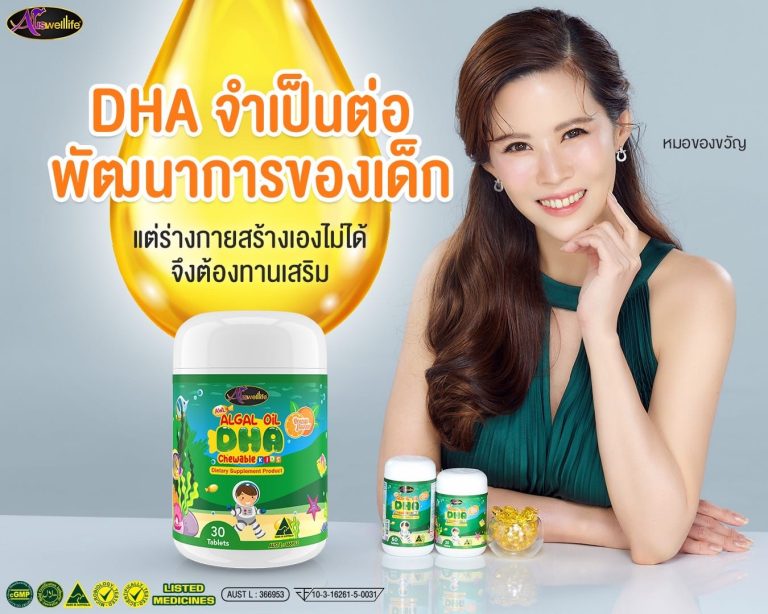 Auswelllife
DHA จำเป็นต่อ
พัฒนาการของเด็ก
แต่ร่างกายสร้างเองไม่ได้
จึงต้องทานเสริม
หมอของขวัญ
Auswelllife
ALGAL OIL
DHA
Chewable KIDS
Dietary Supplement Product
30
Tablets
DHA
DHA
cGMP
LISTED
MEDICINES
AUST L : 366953
10-3-16261-5-0031